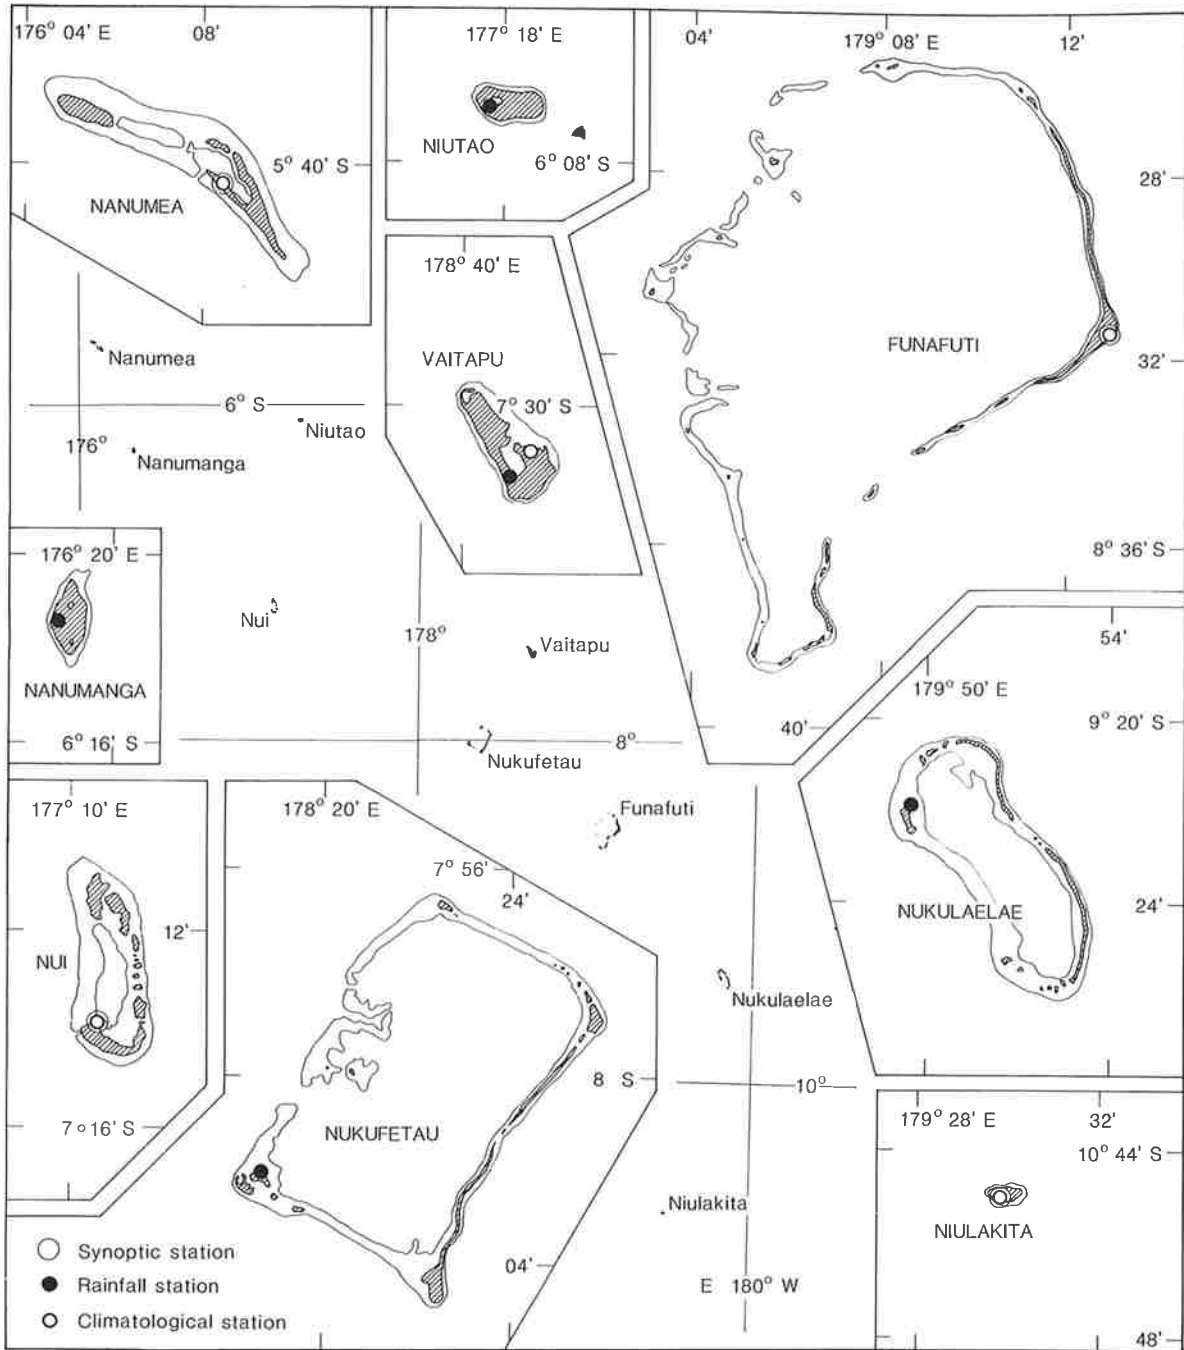 176° 04' E
08'
5° 40' S
NANUMEA
177° 18' E
NIUTAO
6° 08' S
04'
179° 08' E
12'
28'
FUNAFUTI
32'
8° 36' S
40'
178° 40' E
VAITAPU
7° 30' S
Nanumea
6° S
Niutao
176°
Nanumanga
176° 20' E
NANUMANGA
6° 16' S
Nui
178°
Vaitapu
8°
Nukufetau
Funafuti
54'
179° 50' E
9° 20' S
NUKULAELAE
24'
177° 10' E
12'
NUI
7° 16' S
178° 20' E
7° 56'
24'
8 S
NUKUFETAU
04'
Nukulaelae
10°
Niulakita
E 180° W
179° 28' E
32'
10° 44' S
NIULAKITA
48'
Synoptic station
Rainfall station
Climatological station